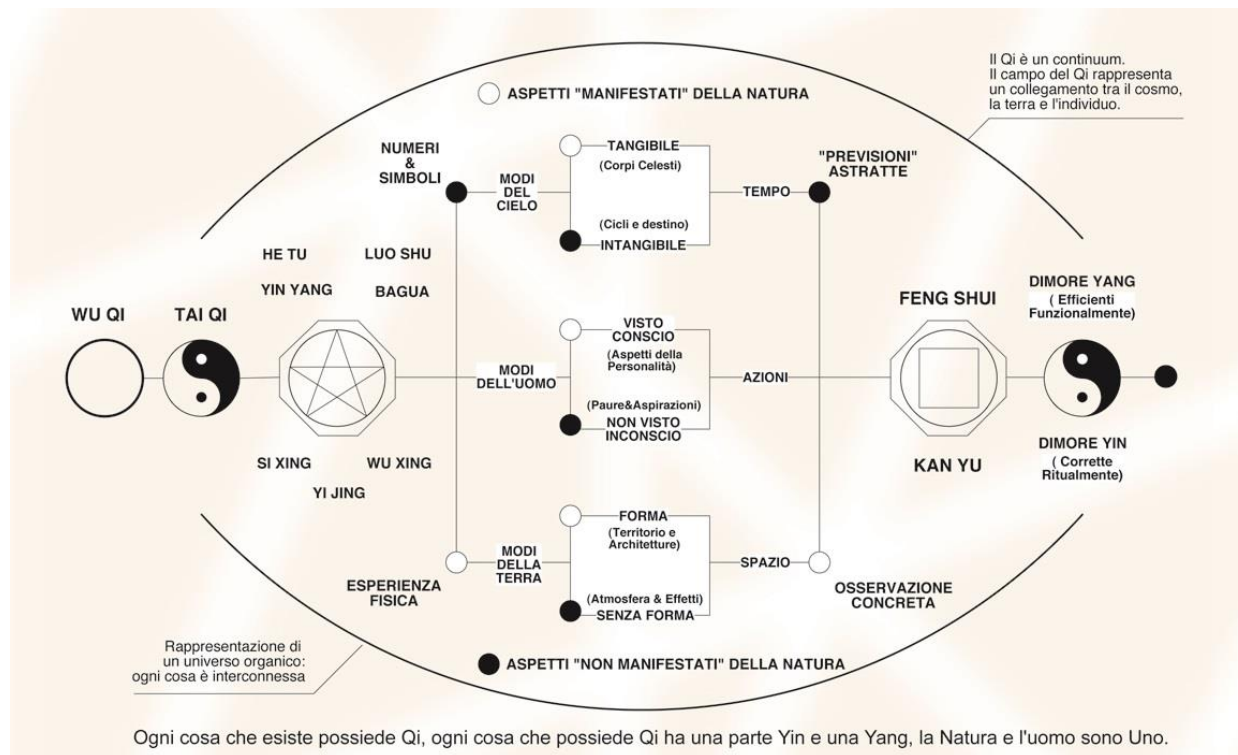 Il Qi è un continuum.
Il campo del Qi rappresenta
un collegamento tra il cosmo,
la terra e l'individuo.
ASPETTI "MANIFESTATI" DELLA NATURA
NUMERI
&
SIMBOLI
MODI
DEL
CIELO
TANGIBILE
(Corpi Celesti)
(Cicli e destino)
INTANGIBILE
TEMPO
"PREVISIONI"
ASTRATTE
HE TU
LUO SHU
YIN YANG
BAGUA
WU QI
TAI QI
SI XING
WU XING
YI JING
MODI
DELL'UOMO
VISTO
CONSCIO
(Aspetti della
Personalità)
(Paure&Aspirazioni)
NON VISTO
INCONSCIO
AZIONI
FENG SHUI
KAN YU
DIMORE YANG
( Efficienti
Funzionalmente)
DIMORE YIN
( Corrette
Ritualmente)
ESPERIENZA
FISICA
MODI
DELLA
TERRA
FORMA
(Territorio e
Architetture)
(Atmosfera & Effetti)
SENZA FORMA
SPAZIO
OSSERVAZIONE
CONCRETA
Rappresentazione di
un universo organico:
ogni cosa è interconnessa
ASPETTI "NON MANIFESTATI" DELLA NATURA
Ogni cosa che esiste possiede Qi, ogni cosa che possiede Qi ha una parte Yin e una Yang, la Natura e l'uomo sono Uno.